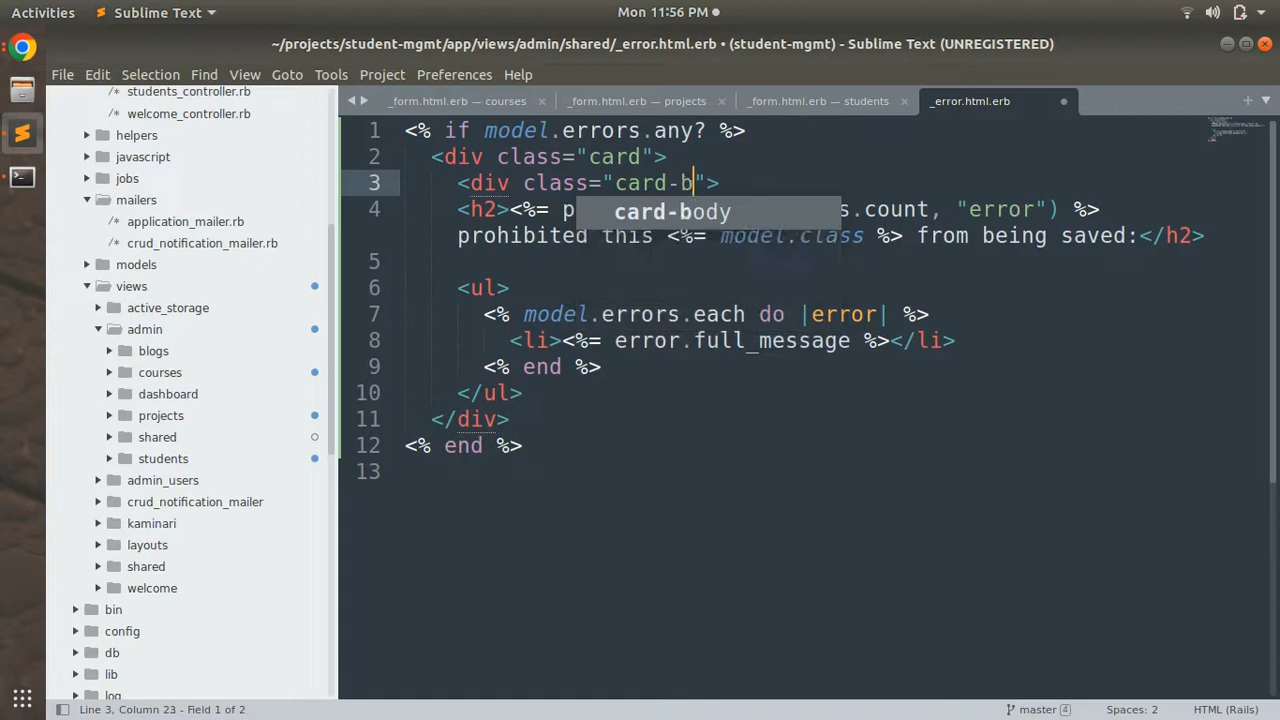 Activities
Sublime Text
Mon 11:56 PM
~/projects/student-mgmt/app/views/admin/shared/_error.html.erb • (student-mgmt) - Sublime Text (UNREGISTERED)
File Edit Selection Find View Goto Tools Project Preferences Help
students_controller.rb
welcome_controller.rb
helpers
javascript
jobs
mailers
application_mailer.rb
crud_notification_mailer.rb
models
views
active_storage
admin
blogs
courses
dashboard
projects
shared
students
admin_users
crud_notification_mailer
kaminari
layouts
shared
welcome
bin
config
db
lib
log
_form.html.erb — courses
_form.html.erb — projects
_form.html.erb — students
_error.html.erb
1 <% if model.errors.any? %>
2 <div class="card">
3 <div class="card-b">
card-body
4 <h2><%= p s.count, "error") %>
prohibited this <%= model.class %> from being saved:</h2>
5
6 <ul>
7 <% model.errors.each do |error| %>
8 <li><%= error.full_message %></li>
9 <% end %>
10 </ul>
11 </div>
12 <% end %>
13
Line 3, Column 23 - Field 1 of 2
master 4
Spaces: 2
HTML (Rails)